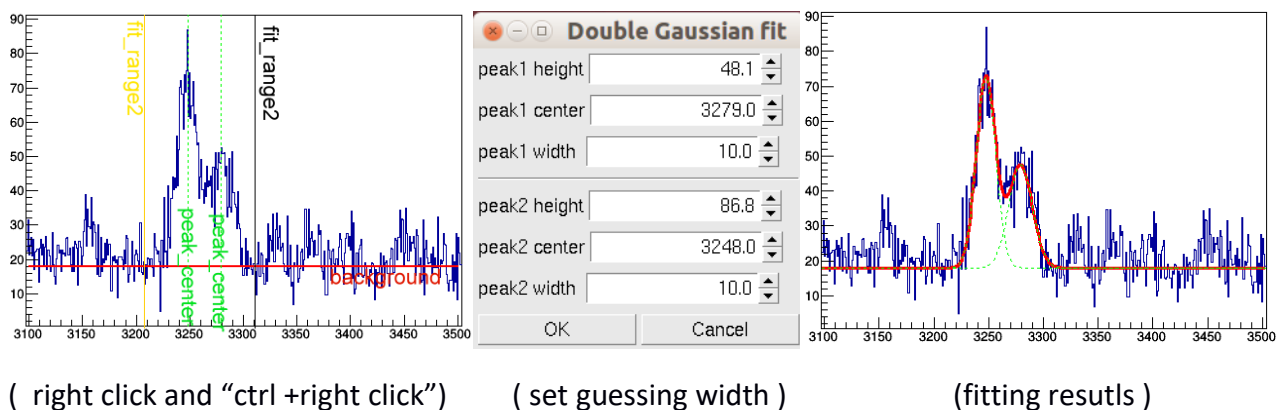 90
80
70
60
50
40
30
20
10
3100 3150 3200 3250 3300 3350 3400 3450 3500
fit_range2
fit_range2
peak_center
peak_center
background
Double Gaussian fit
peak1 height 48.1
peak1 center 3279.0
peak1 width 10.0
peak2 height 86.8
peak2 center 3248.0
peak2 width 10.0
OK Cancel
90
80
70
60
50
40
30
20
10
3100 3150 3200 3250 3300 3350 3400 3450 3500
( right click and “ctrl +right click”) ( set guessing width ) (fitting resutls )